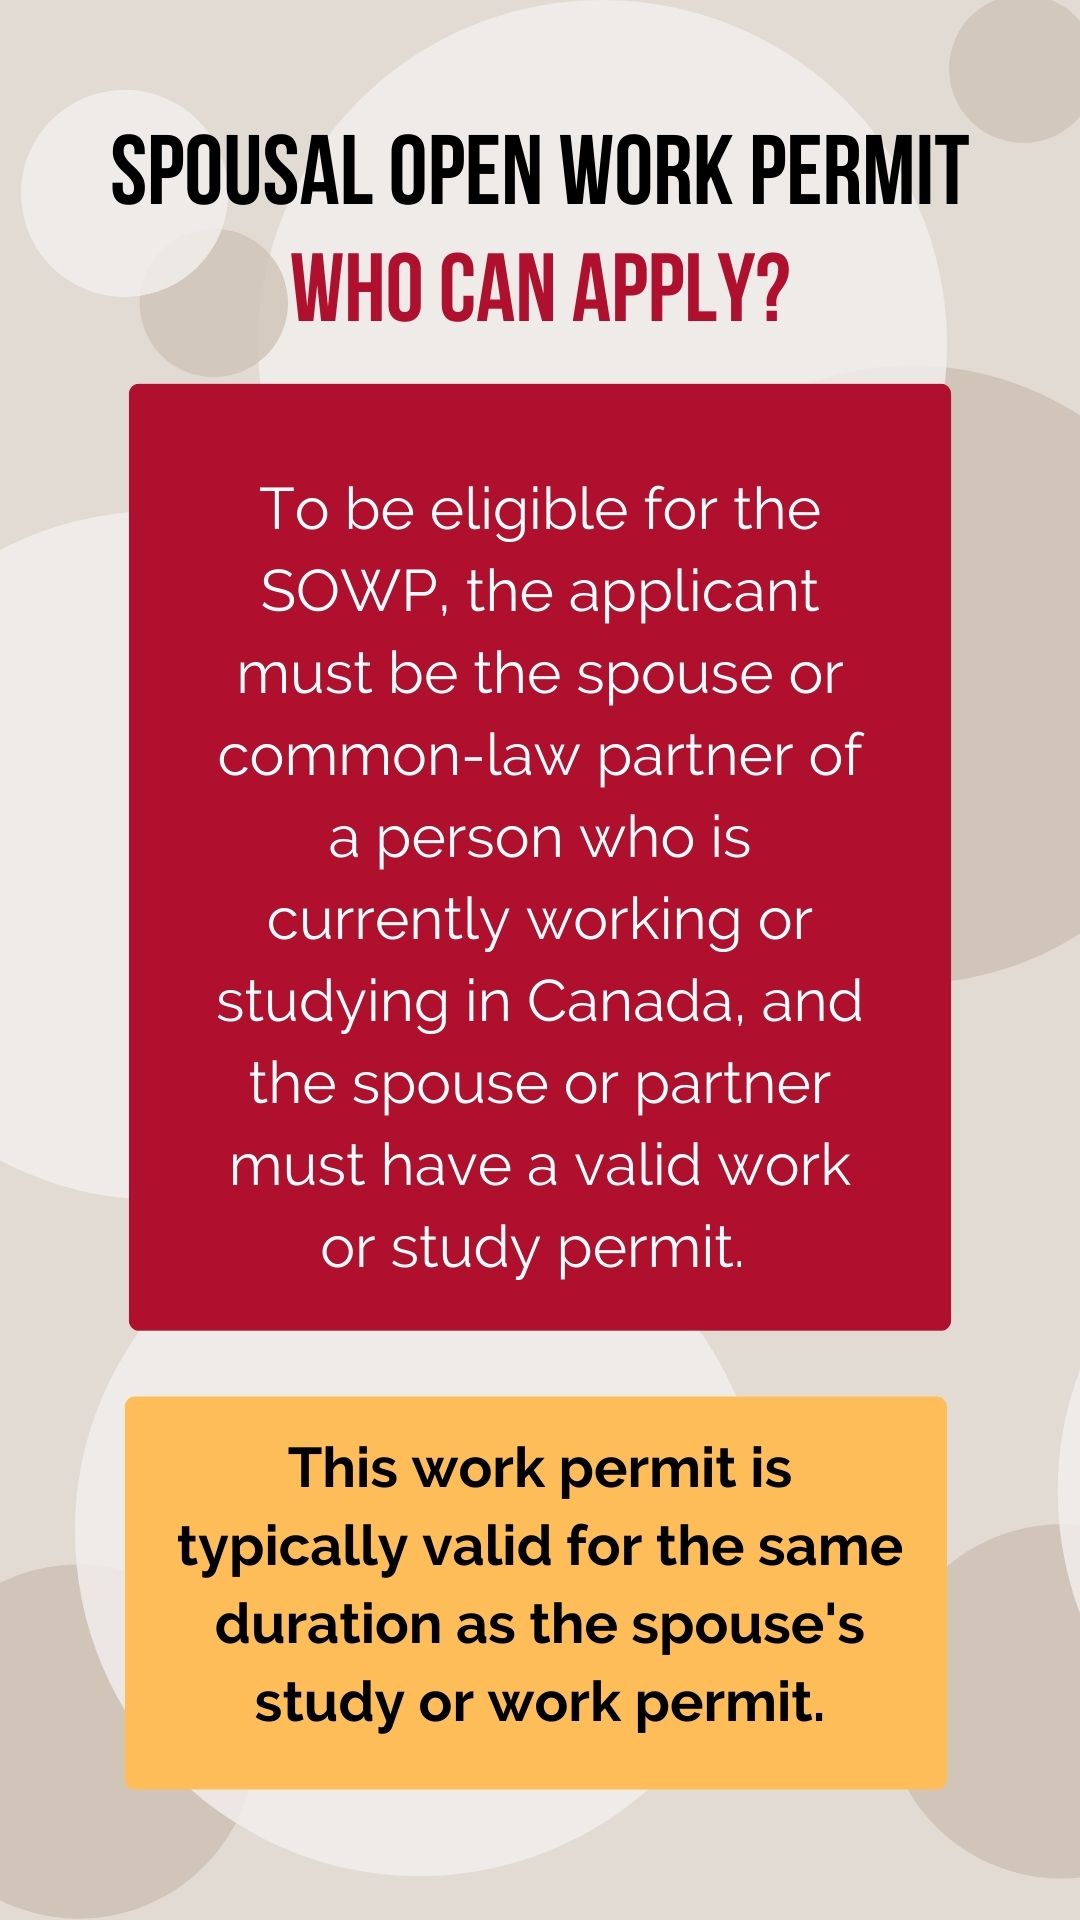 SPOUSAL OPEN WORK PERMIT
WHO CAN APPLY?
To be eligible for the
SOWP, the applicant
must be the spouse or
common-law partner of
a person who is
currently working or
studying in Canada, and
the spouse or partner
must have a valid work
or study permit.
This work permit is
typically valid for the same
duration as the spouse's
study or work permit.